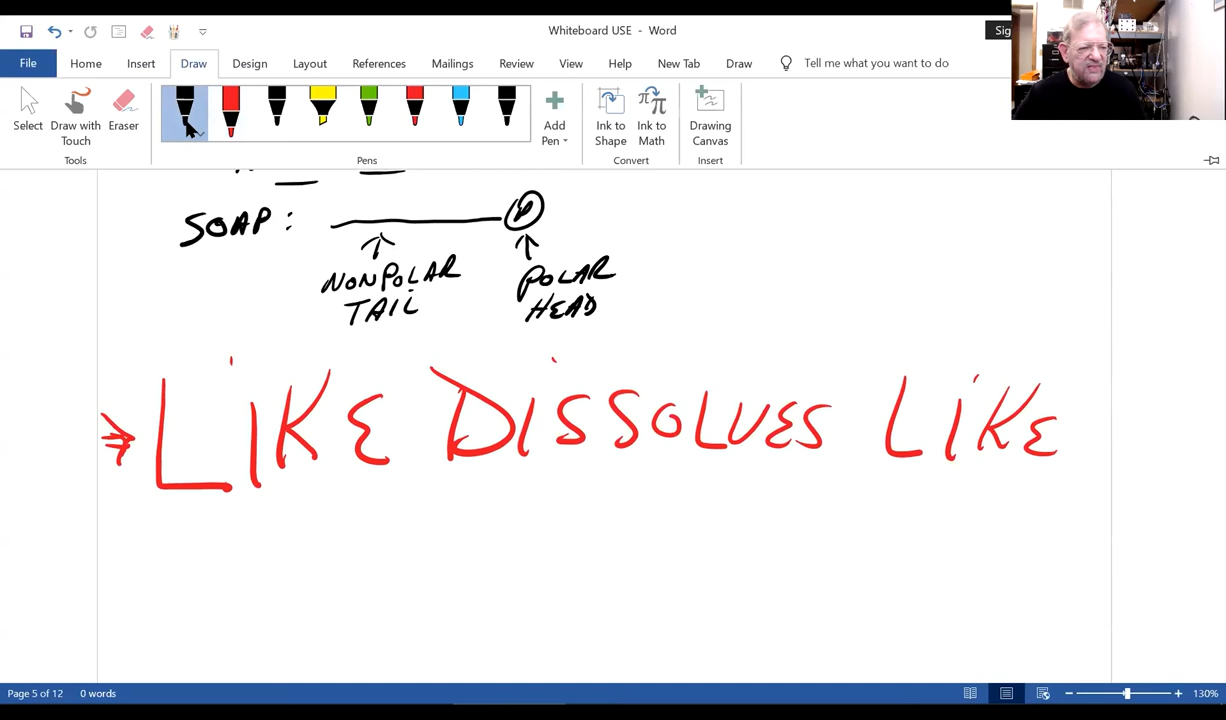 Whiteboard USE - Word
File Home Insert Draw Design Layout References Mailings Review View Help New Tab Draw Tell me what you want to do
Select Draw with Touch Eraser Add Pen Ink to Shape Ink to Math Drawing Canvas
Tools Pens Convert Insert
SOAP: P
NONPOLAR POLAR
TAIL HEAD
LiKE DiSSOLVES LiKE
Page 5 of 12 0 words 130%